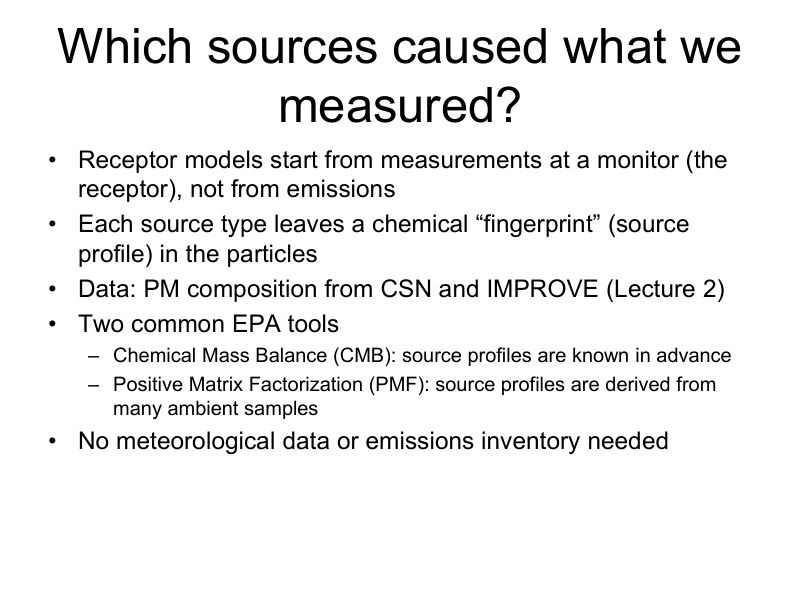 Which sources caused what we
measured?
• Receptor models start from measurements at a monitor (the
receptor), not from emissions
• Each source type leaves a chemical “fingerprint” (source
profile) in the particles
• Data: PM composition from CSN and IMPROVE (Lecture 2)
• Two common EPA tools
– Chemical Mass Balance (CMB): source profiles are known in advance
– Positive Matrix Factorization (PMF): source profiles are derived from
many ambient samples
• No meteorological data or emissions inventory needed